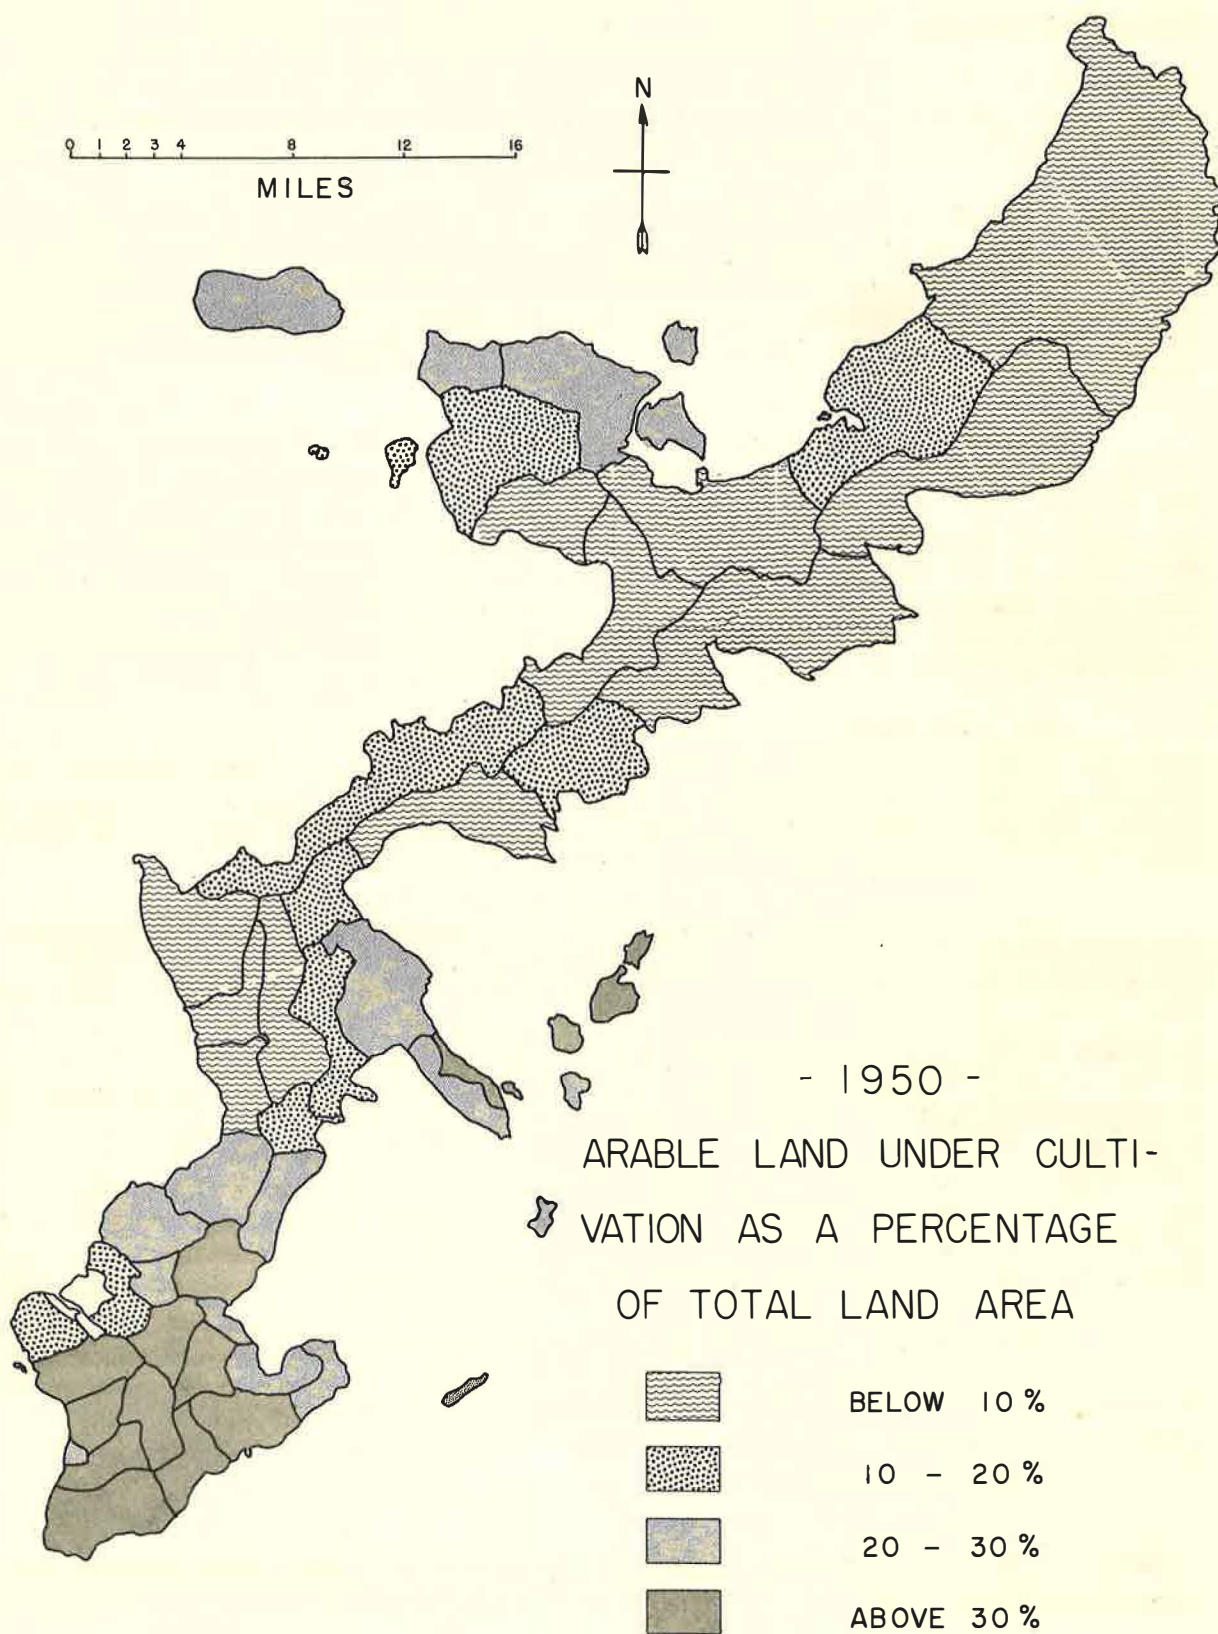 N
0 1 2 3 4 8 12 16
MILES
- 1950 -
ARABLE LAND UNDER CULTI-
VATION AS A PERCENTAGE
OF TOTAL LAND AREA
BELOW 10%
10 - 20%
20 - 30%
ABOVE 30%